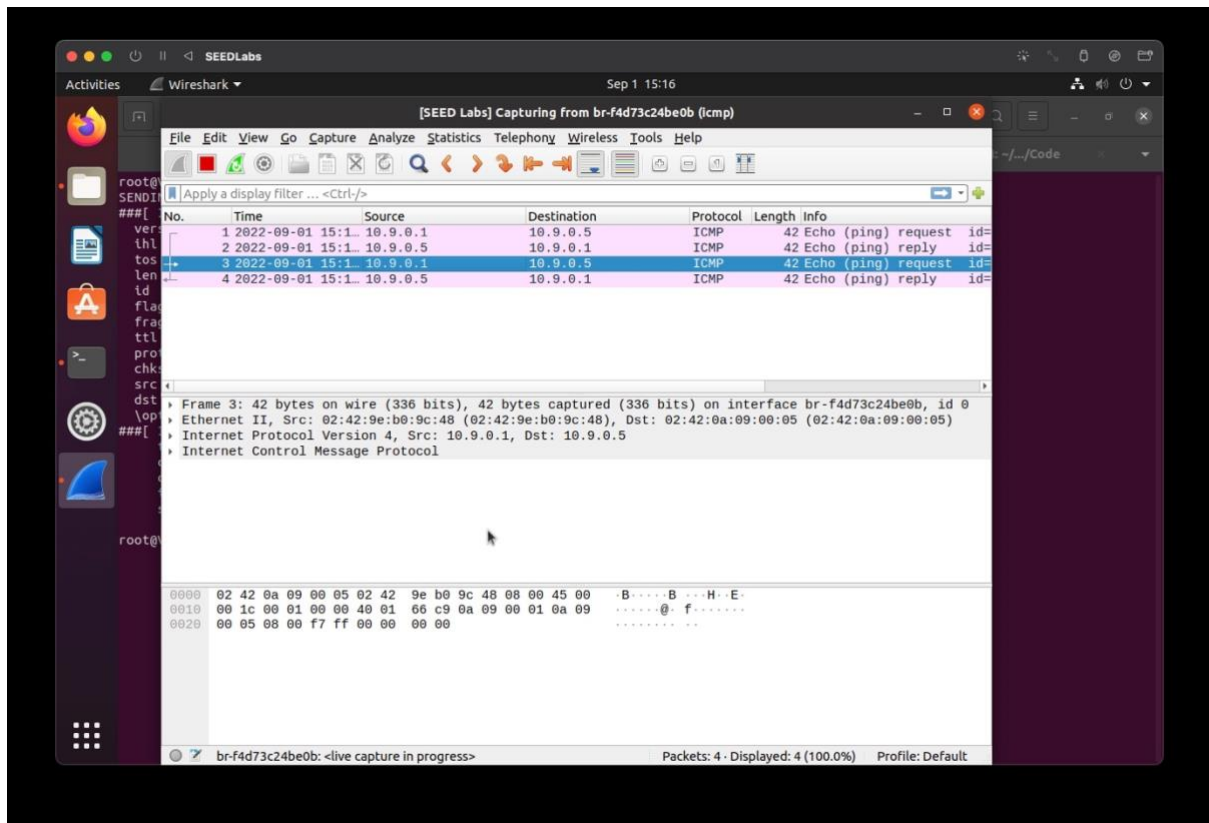 SEEDLabs
Activities Wireshark Sep 1 15:16
[SEED Labs] Capturing from br-f4d73c24be0b (icmp)
File Edit View Go Capture Analyze Statistics Telephony Wireless Tools Help
: ~/.../Code
Apply a display filter ... <Ctrl-/>
No. Time Source Destination Protocol Length Info
1 2022-09-01 15:1… 10.9.0.1 10.9.0.5 ICMP 42 Echo (ping) request id=
2 2022-09-01 15:1… 10.9.0.5 10.9.0.1 ICMP 42 Echo (ping) reply id=
3 2022-09-01 15:1… 10.9.0.1 10.9.0.5 ICMP 42 Echo (ping) request id=
4 2022-09-01 15:1… 10.9.0.5 10.9.0.1 ICMP 42 Echo (ping) reply id=
root@
SENDI
###[
ver
ihl
tos
len
id
fla
fra
ttl
pro
chk
src
dst
\op
###[
root@
Frame 3: 42 bytes on wire (336 bits), 42 bytes captured (336 bits) on interface br-f4d73c24be0b, id 0
Ethernet II, Src: 02:42:9e:b0:9c:48 (02:42:9e:b0:9c:48), Dst: 02:42:0a:09:00:05 (02:42:0a:09:00:05)
Internet Protocol Version 4, Src: 10.9.0.1, Dst: 10.9.0.5
Internet Control Message Protocol
0000 02 42 0a 09 00 05 02 42 9e b0 9c 48 08 00 45 00 ·B·····B ···H··E·
0010 00 1c 00 01 00 00 40 01 66 c9 0a 09 00 01 0a 09 ······@· f·······
0020 00 05 08 00 f7 ff 00 00 00 00 ········ ··
br-f4d73c24be0b: <live capture in progress> Packets: 4 · Displayed: 4 (100.0%) Profile: Default